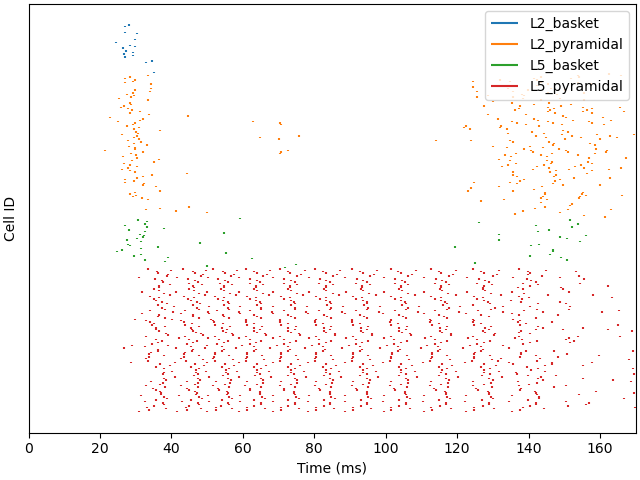 L2_basket
L2_pyramidal
L5_basket
L5_pyramidal
Cell ID
0 20 40 60 80 100 120 140 160
Time (ms)